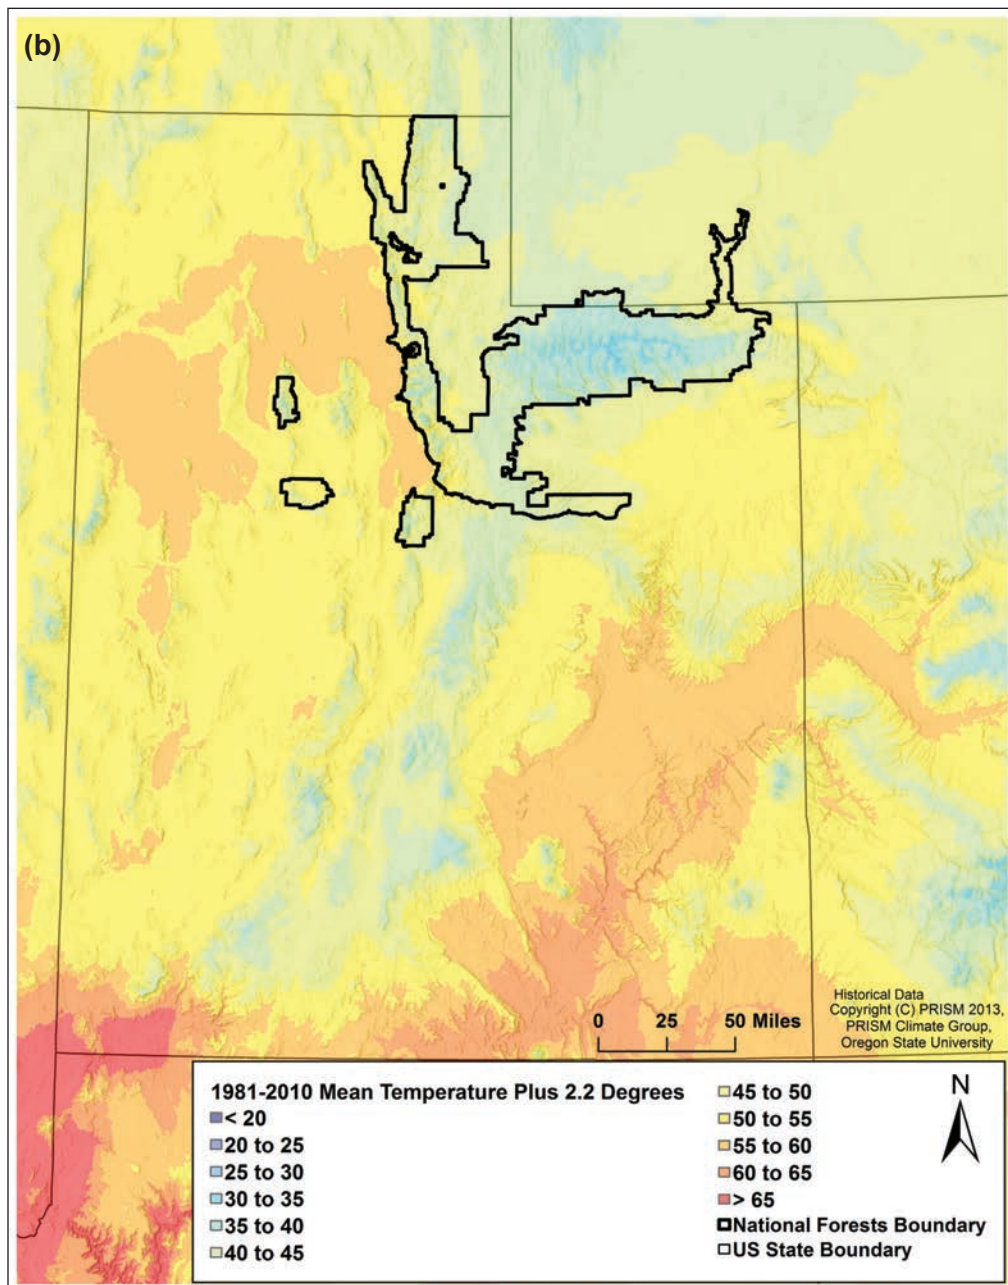 (b)
Historical Data
Copyright (C) PRISM 2013,
PRISM Climate Group,
Oregon State University
0 25 50 Miles
1981-2010 Mean Temperature Plus 2.2 Degrees
< 20
20 to 25
25 to 30
30 to 35
35 to 40
40 to 45
45 to 50
50 to 55
55 to 60
60 to 65
> 65
National Forests Boundary
US State Boundary
N